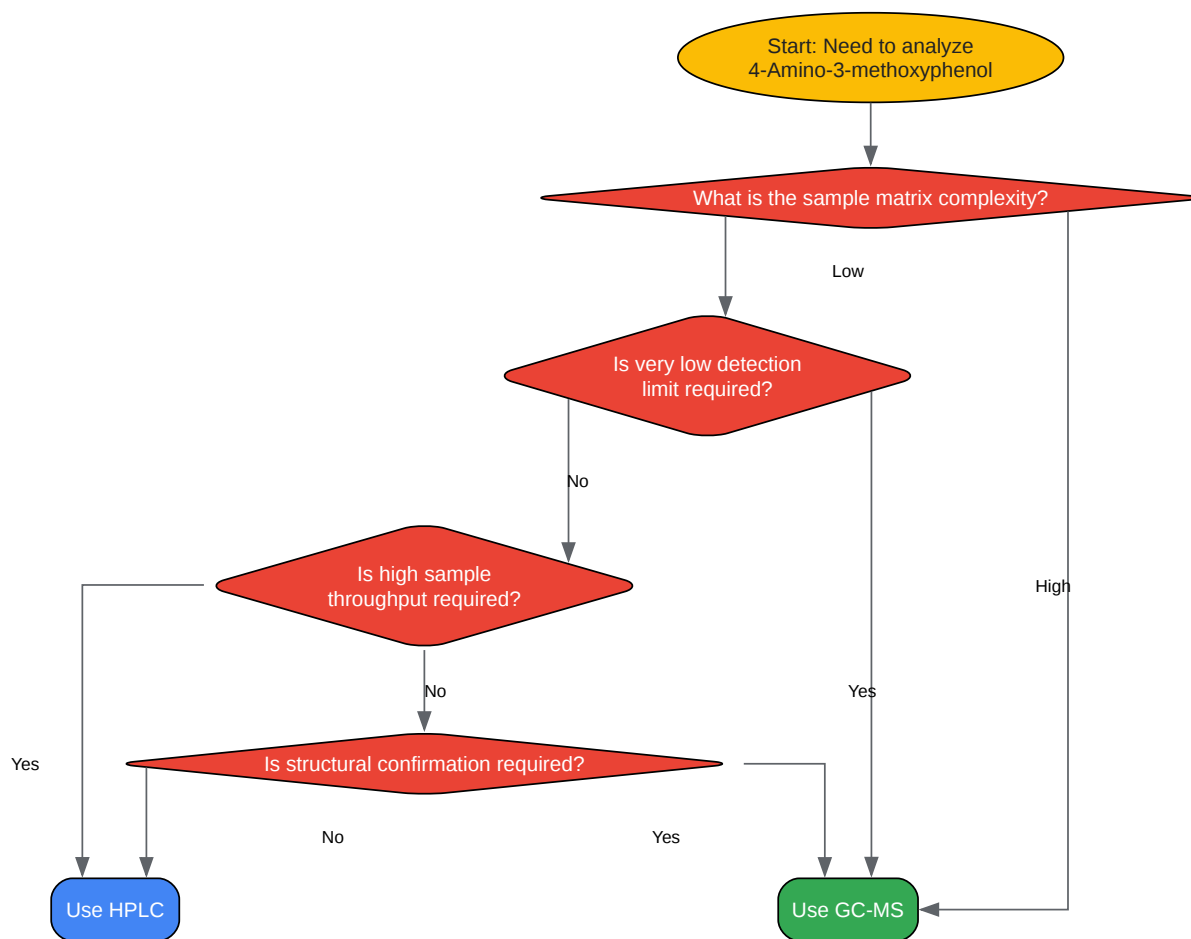 Start: Need to analyze
4-Amino-3-methoxyphenol
What is the sample matrix complexity?
Low
Is very low detection
limit required?
No
Is high sample
throughput required?
High
No
Yes
Yes
Is structural confirmation required?
No
Yes
Use HPLC
Use GC-MS